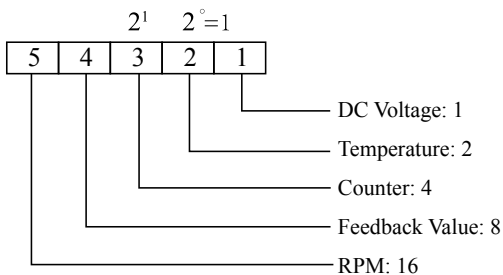 2¹ 2°=1
5 4 3 2 1
DC Voltage: 1
Temperature: 2
Counter: 4
Feedback Value: 8
RPM: 16